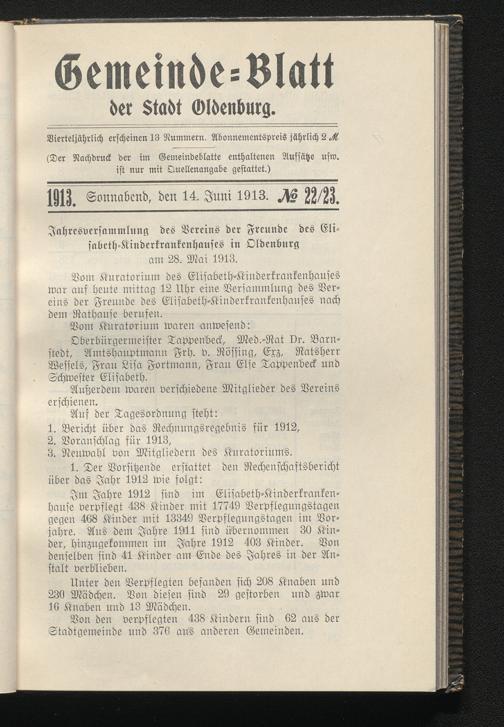 Gemeinde=Blatt
der Stadt Oldenburg.
Vierteljährlich erscheinen 13 Nummern. Abonnementspreis jährlich 2 ℳ
(Der Nachdruck der im Gemeindeblatte enthaltenen Aufsätze usw.
ist nur mit Quellenangabe gestattet.)
1913. Sonnabend, den 14. Juni 1913. № 22/23.
Jahresversammlung des Vereins der Freunde des Eli-
sabeth-Kinderkrankenhauses in Oldenburg
am 28. Mai 1913.
Vom Kuratorium des Elisabeth-Kinderkrankenhauses
war auf heute mittag 12 Uhr eine Versammlung des Ver-
eins der Freunde des Elisabeth-Kinderkrankenhauses nach
dem Rathause berufen.
Vom Kuratorium waren anwesend:
Oberbürgermeister Tappenbeck, Med.-Rat Dr. Barn-
stedt, Amtshauptmann Frh. v. Rössing, Erz. Ratsherr
Wessels, Frau Lisa Fortmann, Frau Else Tappenbeck und
Schwester Elisabeth.
Außerdem waren verschiedene Mitglieder des Vereins
erschienen.
Auf der Tagesordnung steht:
1. Bericht über das Rechnungsregebnis für 1912,
2. Voranschlag für 1913,
3. Neuwahl von Mitgliedern des Kuratoriums.
1. Der Vorsitzende erstattet den Rechenschaftsbericht
über das Jahr 1912 wie folgt:
Im Jahre 1912 sind im Elisabeth-Kinderkranken-
hause verpflegt 438 Kinder mit 17749 Verpflegungstagen
gegen 468 Kinder mit 13349 Verpflegungstagen im Vor-
jahre. Aus dem Jahre 1911 sind übernommen 30 Kin-
der, hinzugekommen im Jahre 1912 403 Kinder. Von
denselben sind 41 Kinder am Ende des Jahres in der An-
stalt verblieben.
Unter den Verpflegten befanden sich 208 Knaben und
230 Mädchen. Von diesen sind 29 gestorben und zwar
16 Knaben und 13 Mädchen.
Von den verpflegten 438 Kindern sind 62 aus der
Stadtgemeinde und 376 aus anderen Gemeinden.